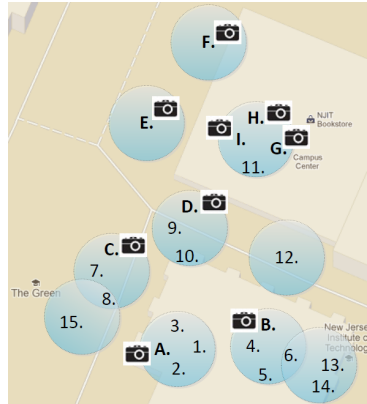 F.
E.
H.
NJIT
Bookstore
I.
G.
11.
Campus
Center
D.
9.
10.
C.
7.
12.
8.
The Green
15.
3.
B.
New Jerse
Institute o
Technolog
A.
1.
4.
6.
2.
5.
13.
14.